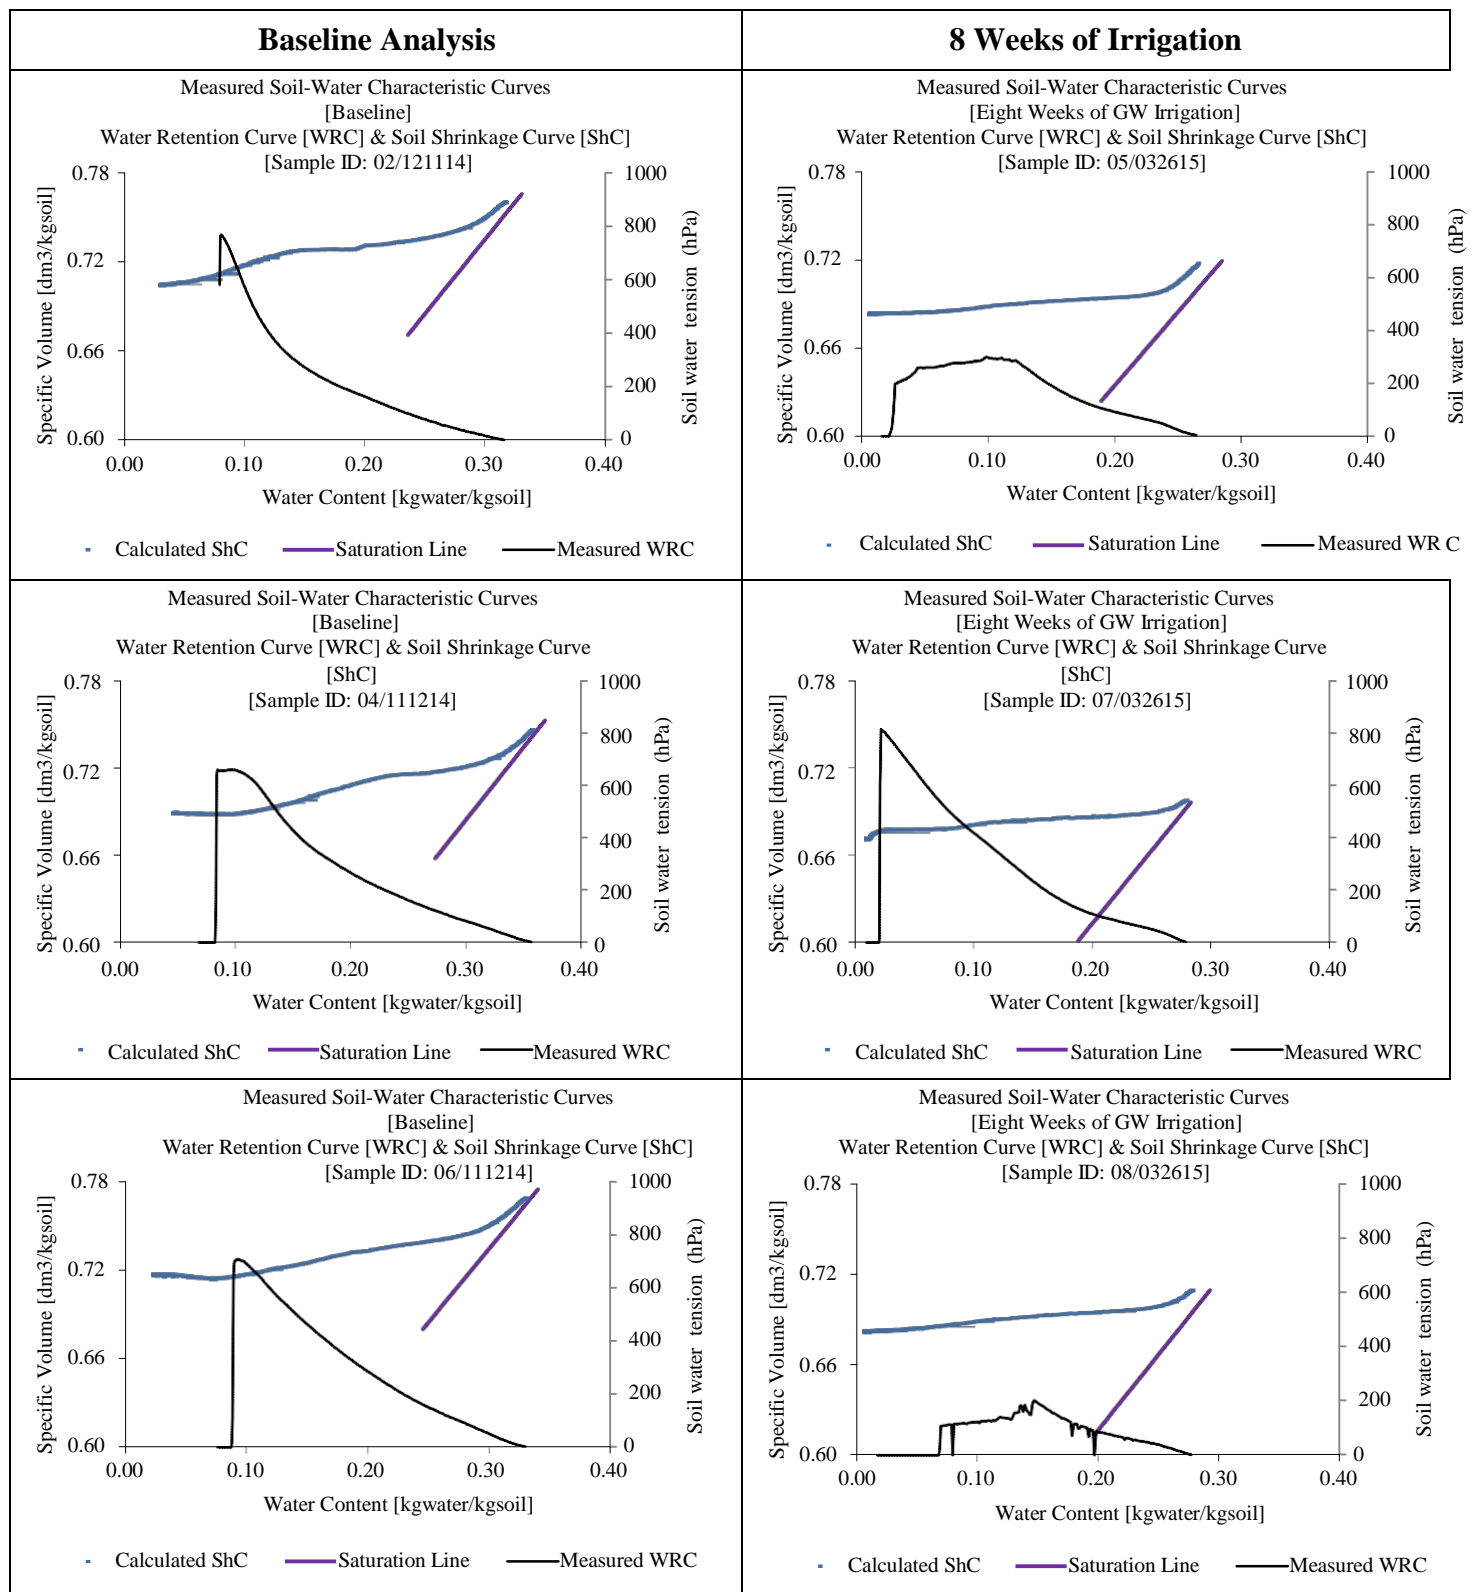 Baseline Analysis
8 Weeks of Irrigation
Measured Soil-Water Characteristic Curves
[Baseline]
Water Retention Curve [WRC] & Soil Shrinkage Curve [ShC]
[Sample ID: 02/121114]
Specific Volume [dm3/kgsoil]
0.78
0.72
0.66
0.60
1000
800
600
400
200
0
Soil water tension (hPa)
0.00 0.10 0.20 0.30 0.40
Water Content [kgwater/kgsoil]
Calculated ShC Saturation Line Measured WRC
Measured Soil-Water Characteristic Curves
[Eight Weeks of GW Irrigation]
Water Retention Curve [WRC] & Soil Shrinkage Curve [ShC]
[Sample ID: 05/032615]
Specific Volume [dm3/kgsoil]
0.78
0.72
0.66
0.60
1000
800
600
400
200
0
Soil water tension (hPa)
0.00 0.10 0.20 0.30 0.40
Water Content [kgwater/kgsoil]
Calculated ShC Saturation Line Measured WR C
Measured Soil-Water Characteristic Curves
[Baseline]
Water Retention Curve [WRC] & Soil Shrinkage Curve
[ShC]
[Sample ID: 04/111214]
Specific Volume [dm3/kgsoil]
0.78
0.72
0.66
0.60
1000
800
600
400
200
0
Soil water tension (hPa)
0.00 0.10 0.20 0.30 0.40
Water Content [kgwater/kgsoil]
Calculated ShC Saturation Line Measured WRC
Measured Soil-Water Characteristic Curves
[Eight Weeks of GW Irrigation]
Water Retention Curve [WRC] & Soil Shrinkage Curve
[ShC]
[Sample ID: 07/032615]
Specific Volume [dm3/kgsoil]
0.78
0.72
0.66
0.60
1000
800
600
400
200
0
Soil water tension (hPa)
0.00 0.10 0.20 0.30 0.40
Water Content [kgwater/kgsoil]
Calculated ShC Saturation Line Measured WRC
Measured Soil-Water Characteristic Curves
[Baseline]
Water Retention Curve [WRC] & Soil Shrinkage Curve [ShC]
[Sample ID: 06/111214]
Specific Volume [dm3/kgsoil]
0.78
0.72
0.66
0.60
1000
800
600
400
200
0
Soil water tension (hPa)
0.00 0.10 0.20 0.30 0.40
Water Content [kgwater/kgsoil]
Calculated ShC Saturation Line Measured WRC
Measured Soil-Water Characteristic Curves
[Eight Weeks of GW Irrigation]
Water Retention Curve [WRC] & Soil Shrinkage Curve [ShC]
[Sample ID: 08/032615]
Specific Volume [dm3/kgsoil]
0.78
0.72
0.66
0.60
1000
800
600
400
200
0
Soil water tension (hPa)
0.00 0.10 0.20 0.30 0.40
Water Content [kgwater/kgsoil]
Calculated ShC Saturation Line Measured WRC